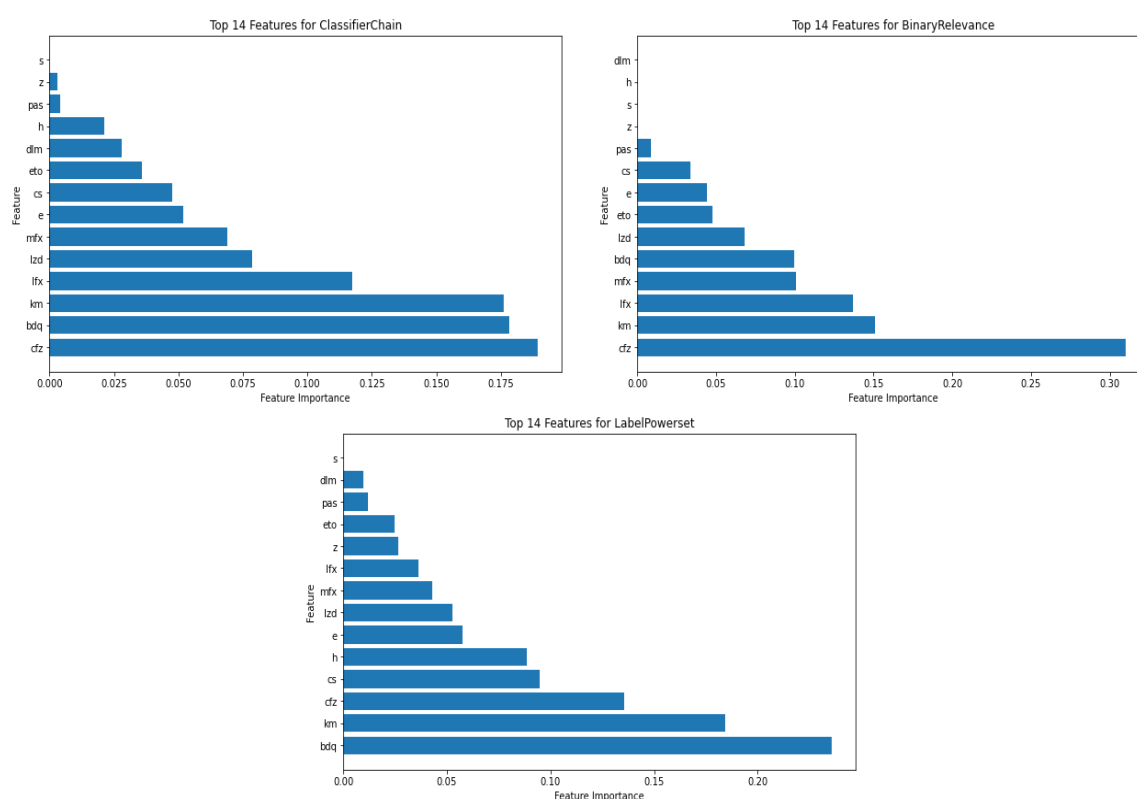 Top 14 Features for ClassifierChain
s
z
pas
h
dlm
eto
cs
e
mfx
lzd
lfx
km
bdq
cfz
Feature
0.000 0.025 0.050 0.075 0.100 0.125 0.150 0.175
Feature Importance
Top 14 Features for BinaryRelevance
dlm
h
s
z
pas
cs
e
eto
lzd
bdq
mfx
lfx
km
cfz
Feature
0.00 0.05 0.10 0.15 0.20 0.25 0.30
Feature Importance
Top 14 Features for LabelPowerset
s
dlm
pas
eto
z
lfx
mfx
lzd
e
h
cs
cfz
km
bdq
Feature
0.00 0.05 0.10 0.15 0.20
Feature Importance